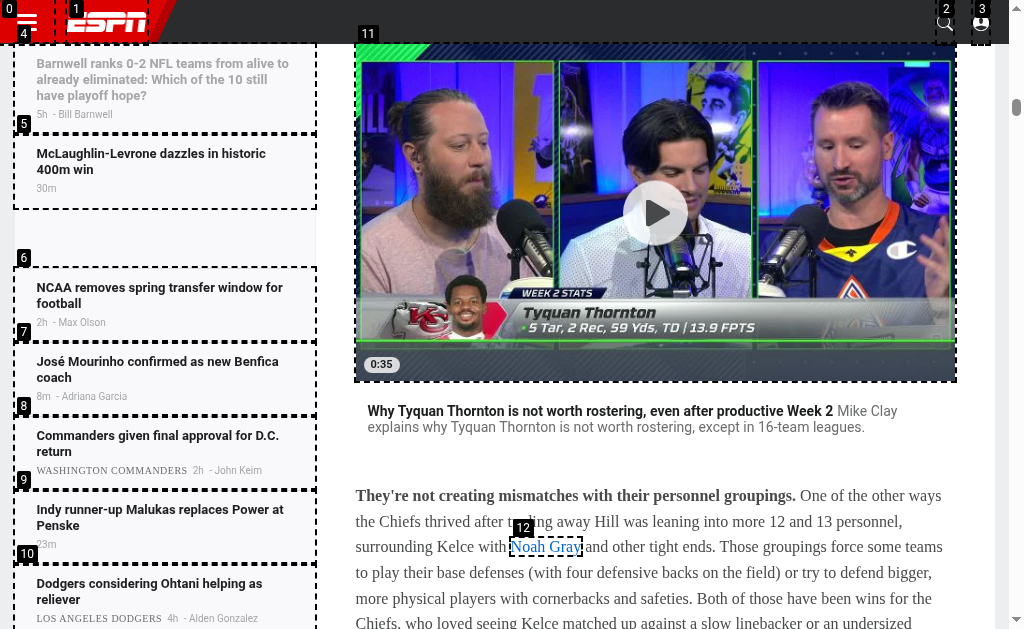 0
1
ESPN
2
3
4
Barnwell ranks 0-2 NFL teams from alive to
already eliminated: Which of the 10 still
have playoff hope?
5h - Bill Barnwell
5
McLaughlin-Levrone dazzles in historic
400m win
30m
6
NCAA removes spring transfer window for
football
2h - Max Olson
7
José Mourinho confirmed as new Benfica
coach
8m - Adriana Garcia
8
Commanders given final approval for D.C.
return
WASHINGTON COMMANDERS 2h - John Keim
9
Indy runner-up Malukas replaces Power at
Penske
23m
10
Dodgers considering Ohtani helping as
reliever
LOS ANGELES DODGERS 4h - Alden Gonzalez
11
WEEK 2 STATS
Tyquan Thornton
5 Tar, 2 Rec, 59 Yds, TD | 13.9 FPTS
0:35
Why Tyquan Thornton is not worth rostering, even after productive Week 2 Mike Clay
explains why Tyquan Thornton is not worth rostering, except in 16-team leagues.
They're not creating mismatches with their personnel groupings. One of the other ways
the Chiefs thrived after trading away Hill was leaning into more 12 and 13 personnel,
12
surrounding Kelce with Noah Gray and other tight ends. Those groupings force some teams
to play their base defenses (with four defensive backs on the field) or try to defend bigger,
more physical players with cornerbacks and safeties. Both of those have been wins for the
Chiefs, who loved seeing Kelce matched up against a slow linebacker or an undersized